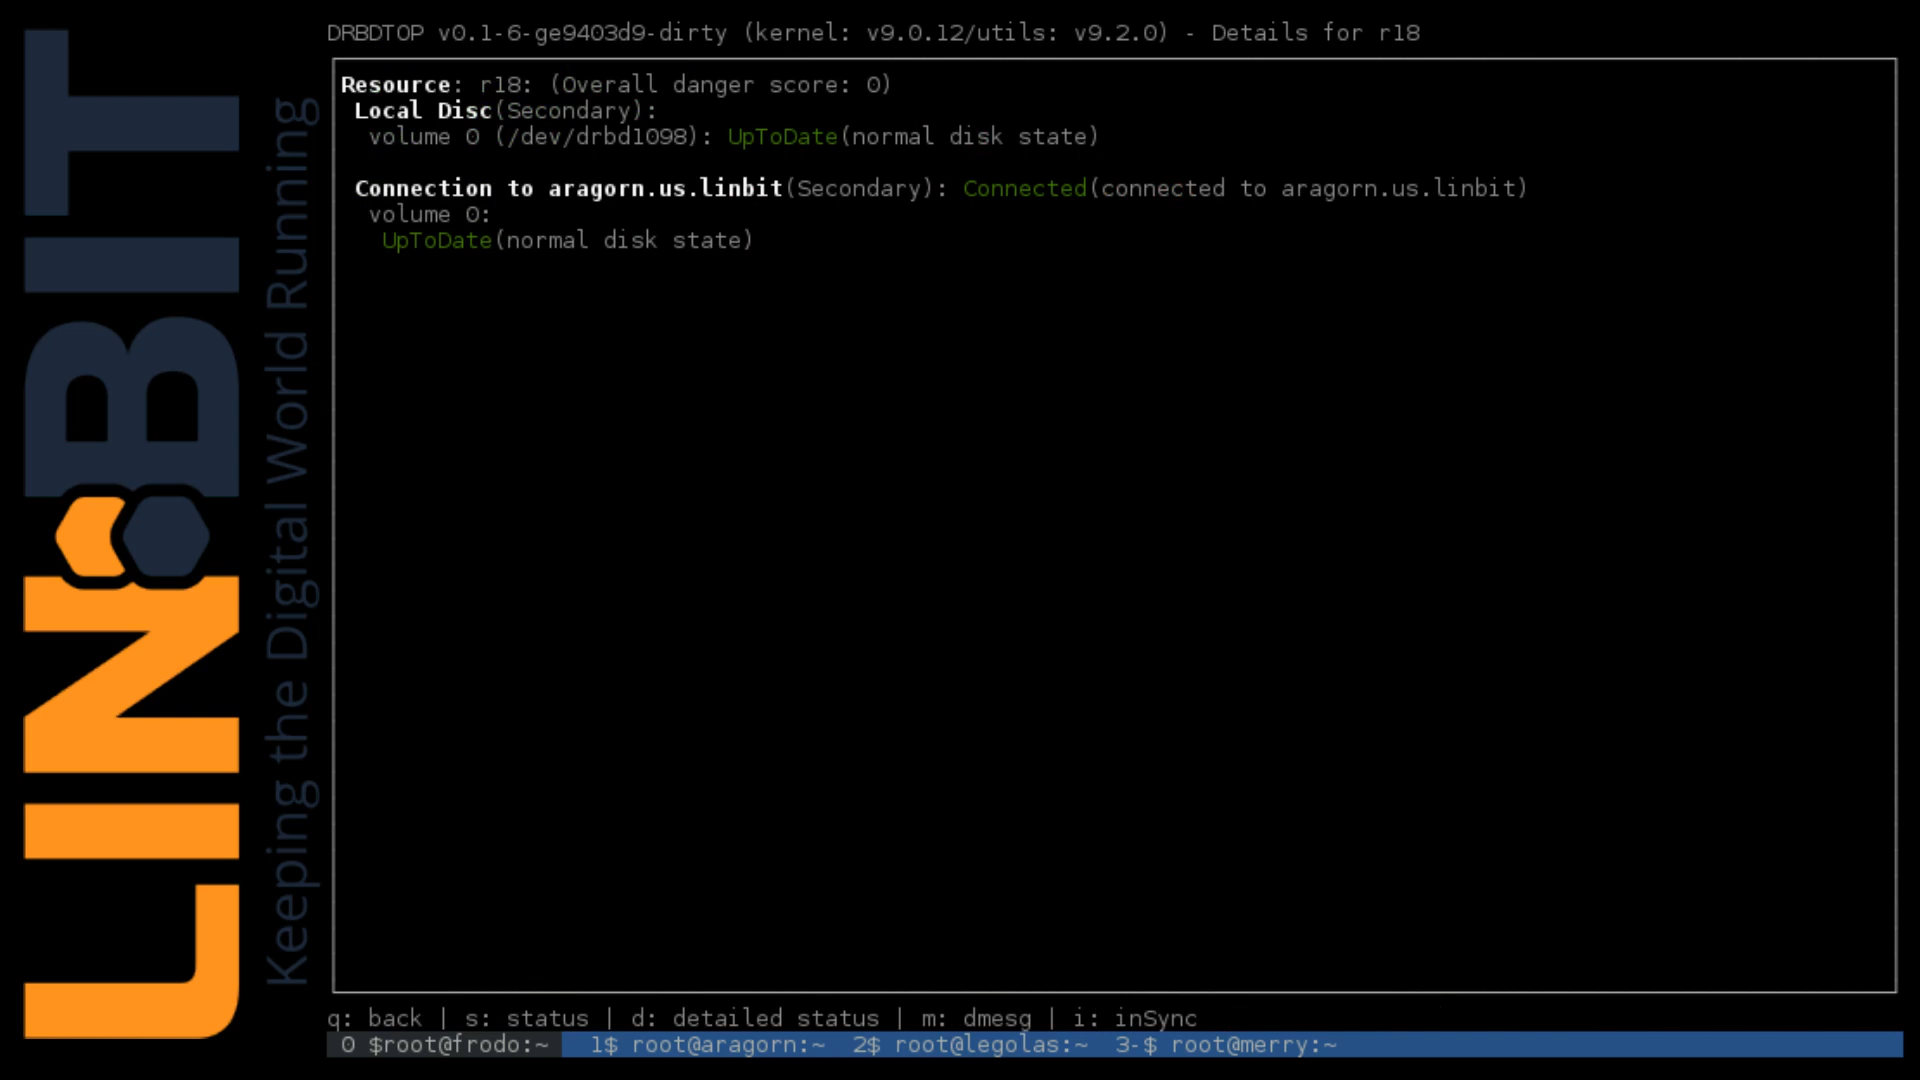 LINBIT
Keeping the Digital World Running
DRBDTOP v0.1-6-ge9403d9-dirty (kernel: v9.0.12/utils: v9.2.0) - Details for r18
Resource: r18: (Overall danger score: 0)
Local Disc(Secondary):
volume 0 (/dev/drbd1098): UpToDate(normal disk state)
Connection to aragorn.us.linbit(Secondary): Connected(connected to aragorn.us.linbit)
volume 0:
UpToDate(normal disk state)
q: back | s: status | d: detailed status | m: dmesg | i: inSync
0 $root@frodo:~ 1$ root@aragorn:~ 2$ root@legolas:~ 3-$ root@merry:~